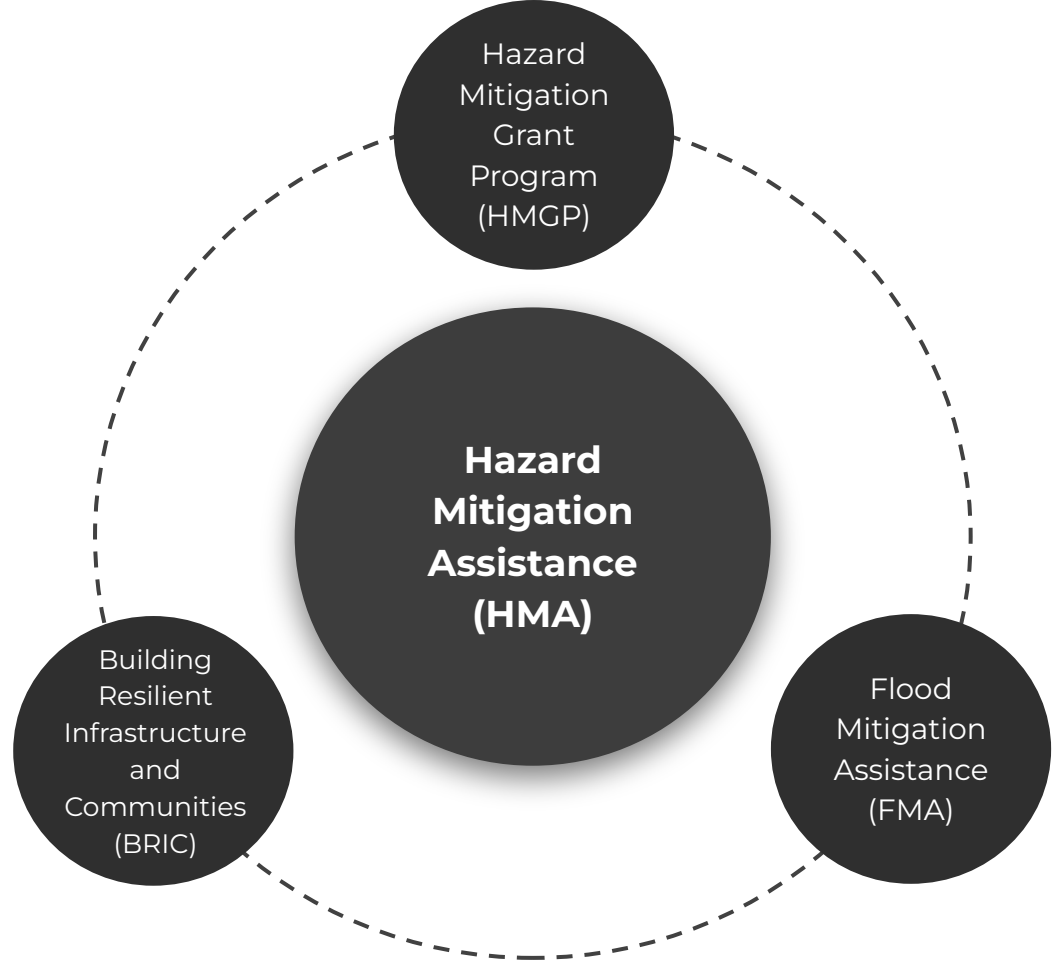 Hazard
Mitigation
Grant
Program
(HMGP)
Hazard
Mitigation
Assistance
(HMA)
Building
Resilient
Infrastructure
and
Communities
(BRIC)
Flood
Mitigation
Assistance
(FMA)